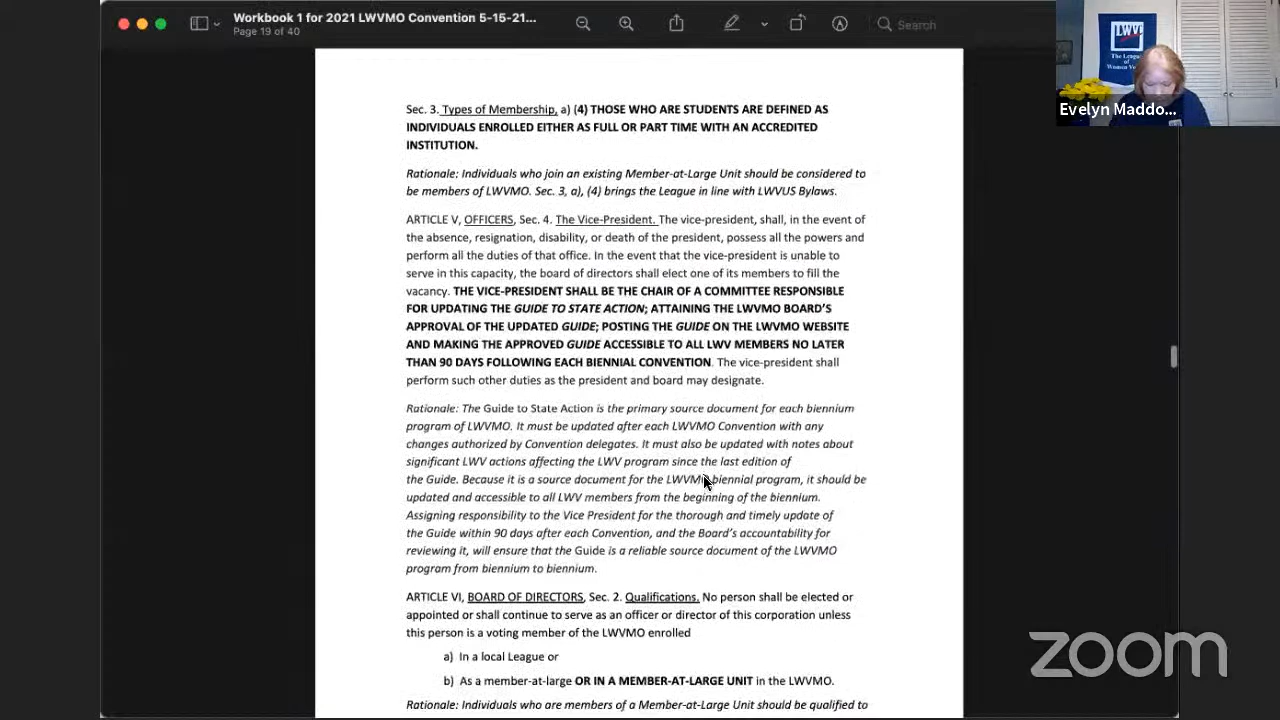 Workbook 1 for 2021 LWVMO Convention 5-15-21...
Page 19 of 40
Search
LWV
The League
of
Women V
Evelyn Maddo...
Sec. 3. Types of Membership, a) (4) THOSE WHO ARE STUDENTS ARE DEFINED AS
INDIVIDUALS ENROLLED EITHER AS FULL OR PART TIME WITH AN ACCREDITED
INSTITUTION.
Rationale: Individuals who join an existing Member-at-Large Unit should be considered to
be members of LWVMO. Sec. 3, a), (4) brings the League in line with LWVUS Bylaws.
ARTICLE V, OFFICERS, Sec. 4. The Vice-President. The vice-president, shall, in the event of
the absence, resignation, disability, or death of the president, possess all the powers and
perform all the duties of that office. In the event that the vice-president is unable to
serve in this capacity, the board of directors shall elect one of its members to fill the
vacancy. THE VICE-PRESIDENT SHALL BE THE CHAIR OF A COMMITTEE RESPONSIBLE
FOR UPDATING THE GUIDE TO STATE ACTION; ATTAINING THE LWVMO BOARD'S
APPROVAL OF THE UPDATED GUIDE; POSTING THE GUIDE ON THE LWVMO WEBSITE
AND MAKING THE APPROVED GUIDE ACCESSIBLE TO ALL LWV MEMBERS NO LATER
THAN 90 DAYS FOLLOWING EACH BIENNIAL CONVENTION. The vice-president shall
perform such other duties as the president and board may designate.
Rationale: The Guide to State Action is the primary source document for each biennium
program of LWVMO. It must be updated after each LWVMO Convention with any
changes authorized by Convention delegates. It must also be updated with notes about
significant LWV actions affecting the LWV program since the last edition of
the Guide. Because it is a source document for the LWVMO biennial program, it should be
updated and accessible to all LWV members from the beginning of the biennium.
Assigning responsibility to the Vice President for the thorough and timely update of
the Guide within 90 days after each Convention, and the Board's accountability for
reviewing it, will ensure that the Guide is a reliable source document of the LWVMO
program from biennium to biennium.
ARTICLE VI, BOARD OF DIRECTORS, Sec. 2. Qualifications. No person shall be elected or
appointed or shall continue to serve as an officer or director of this corporation unless
this person is a voting member of the LWVMO enrolled
a) In a local League or
b) As a member-at-large OR IN A MEMBER-AT-LARGE UNIT in the LWVMO.
Rationale: Individuals who are members of a Member-at-Large Unit should be qualified to
zoom